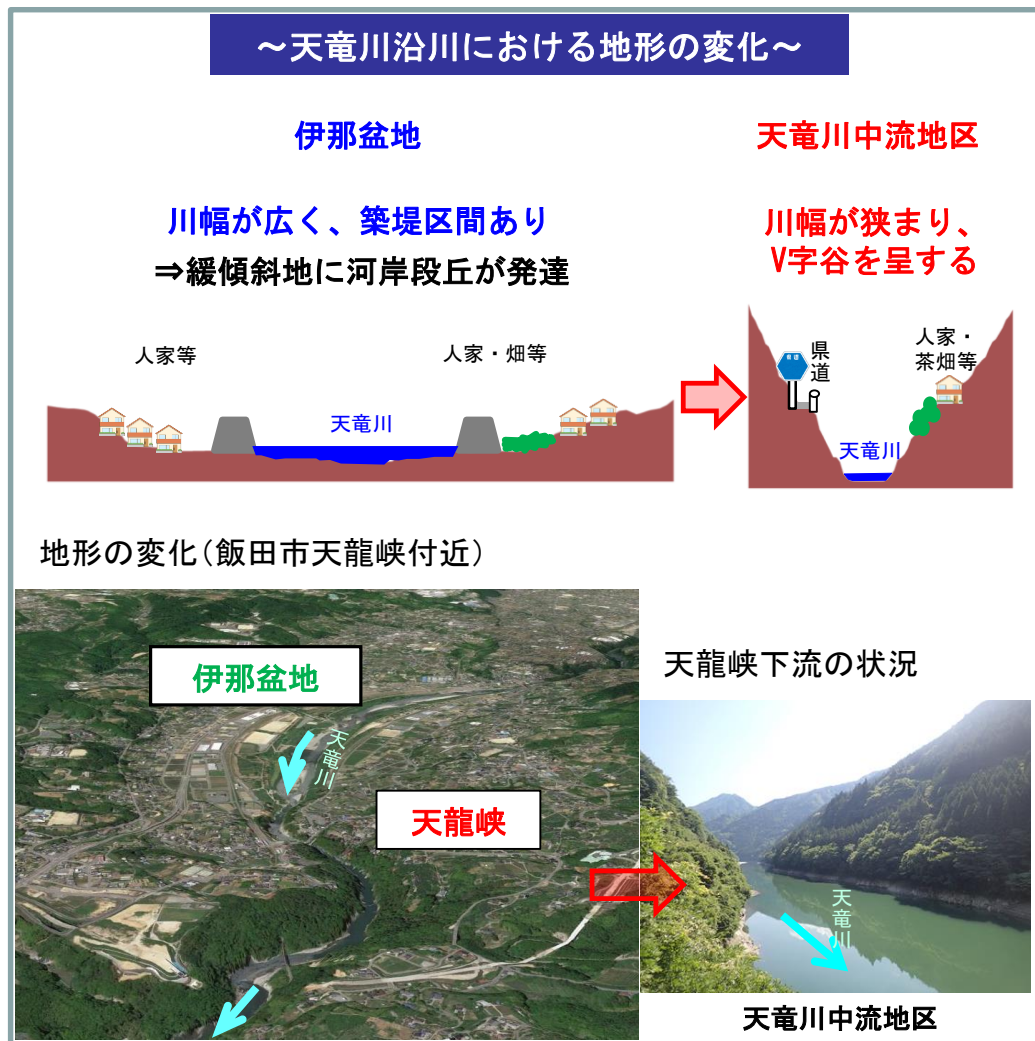 ～天竜川沿川における地形の変化～
伊那盆地
川幅が広く、築堤区間あり
⇒緩傾斜地に河岸段丘が発達
人家等
人家・畑等
天竜川
天竜川中流地区
川幅が狭まり、
V字谷を呈する
県道
県道
人家・
茶畑等
天竜川
地形の変化（飯田市天龍峡付近）
伊那盆地
天竜川
天龍峡
天龍峡下流の状況
天竜川
天竜川中流地区